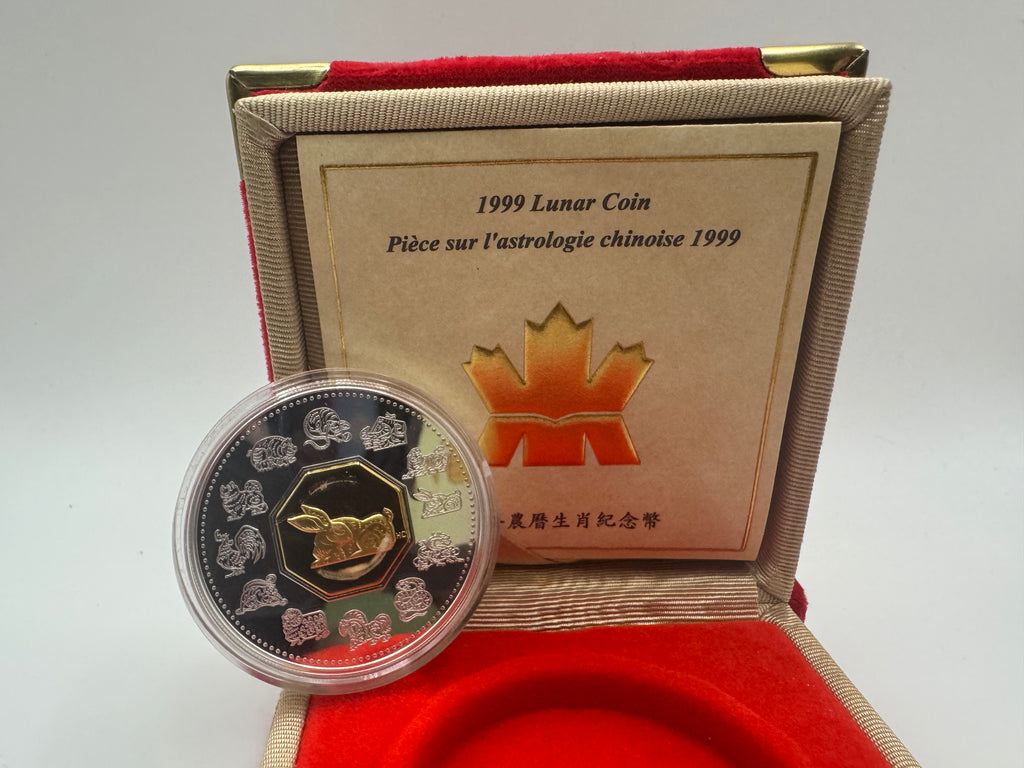 1999 Lunar Coin
Pièce sur l'astrologie chinoise 1999
農曆生肖紀念幣